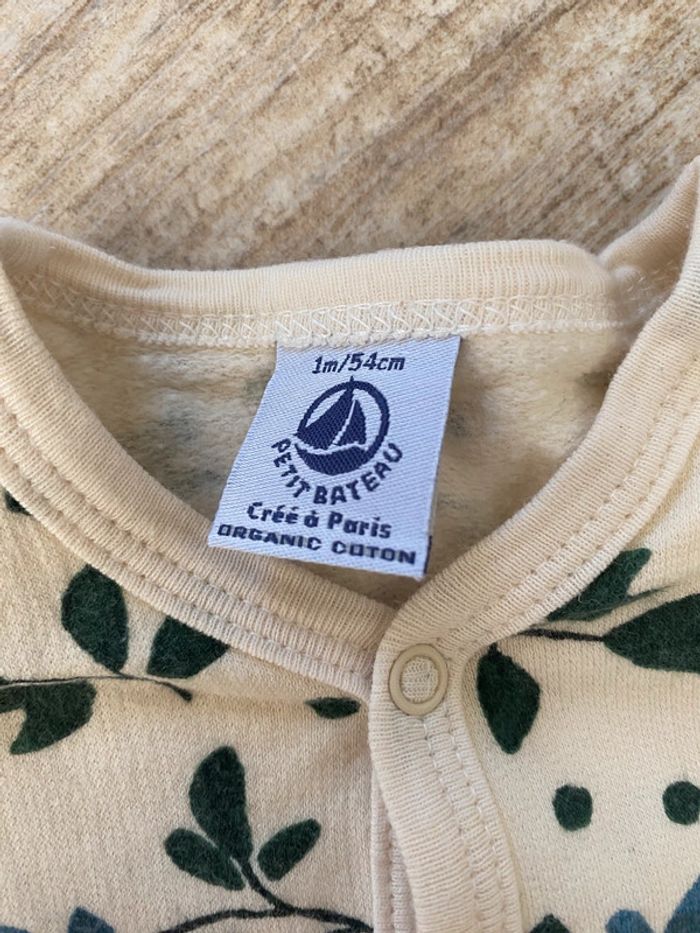 1m/54cm
PETIT BATEAU
Créé à Paris
ORGANIC COTON